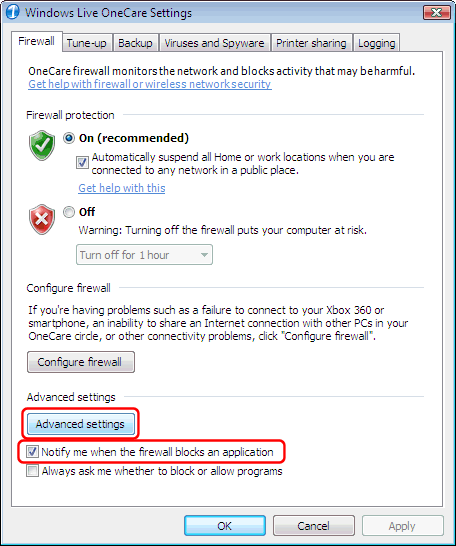 Windows Live OneCare Settings
Firewall
Tune-up
Backup
Viruses and Spyware
Printer sharing
Logging
OneCare firewall monitors the network and blocks activity that may be harmful.
Get help with firewall or wireless network security
Firewall protection
On (recommended)
Automatically suspend all Home or work locations when you are
connected to any network in a public place.
Get help with this
Off
Warning: Turning off the firewall puts your computer at risk.
Turn off for 1 hour
Configure firewall
If you're having problems such as a failure to connect to your Xbox 360 or
smartphone, an inability to share an Internet connection with other PCs in your
OneCare circle, or other connectivity problems, click "Configure firewall".
Configure firewall
Advanced settings
Advanced settings
Notify me when the firewall blocks an application
Always ask me whether to block or allow programs
OK
Cancel
Apply